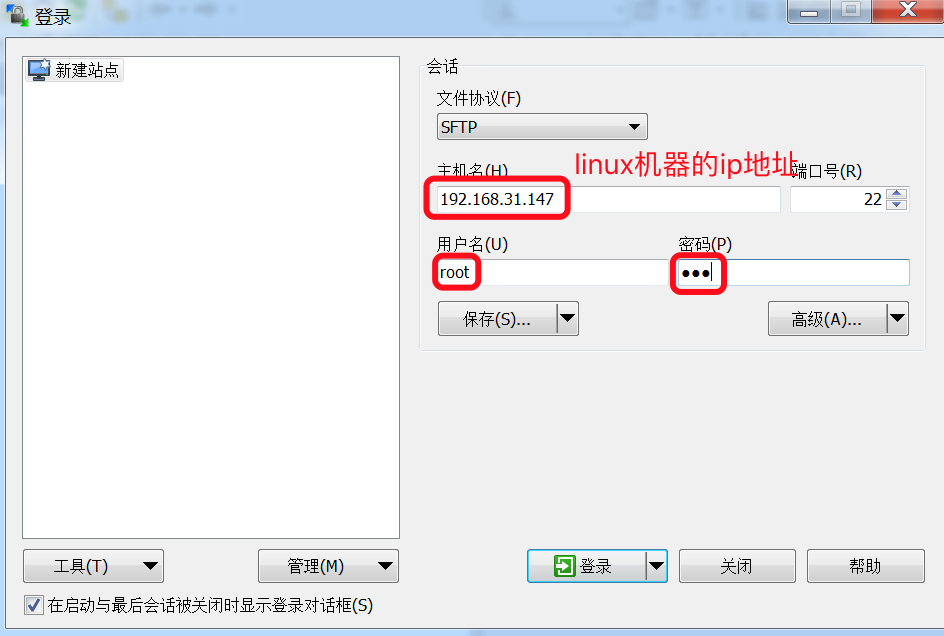 登录
新建站点
会话
文件协议(F)
SFTP
主机名(H)
linux机器的ip地址
端口号(R)
192.168.31.147
22
用户名(U)
密码(P)
root
●●●
保存(S)...
高级(A)...
工具(T)
管理(M)
登录
关闭
帮助
在启动与最后会话被关闭时显示登录对话框(S)